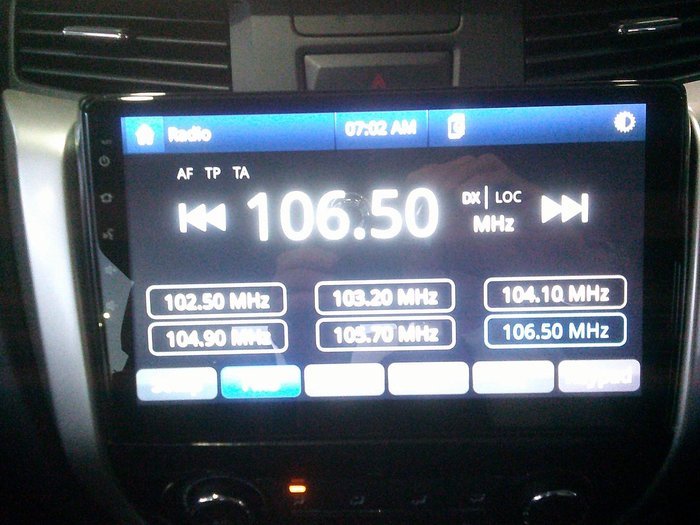 Radio 07:02 AM
AF TP TA
106.50 DX | LOC
MHz
102.50 MHz 103.20 MHz 104.10 MHz
104.90 MHz 105.70 MHz 106.50 MHz